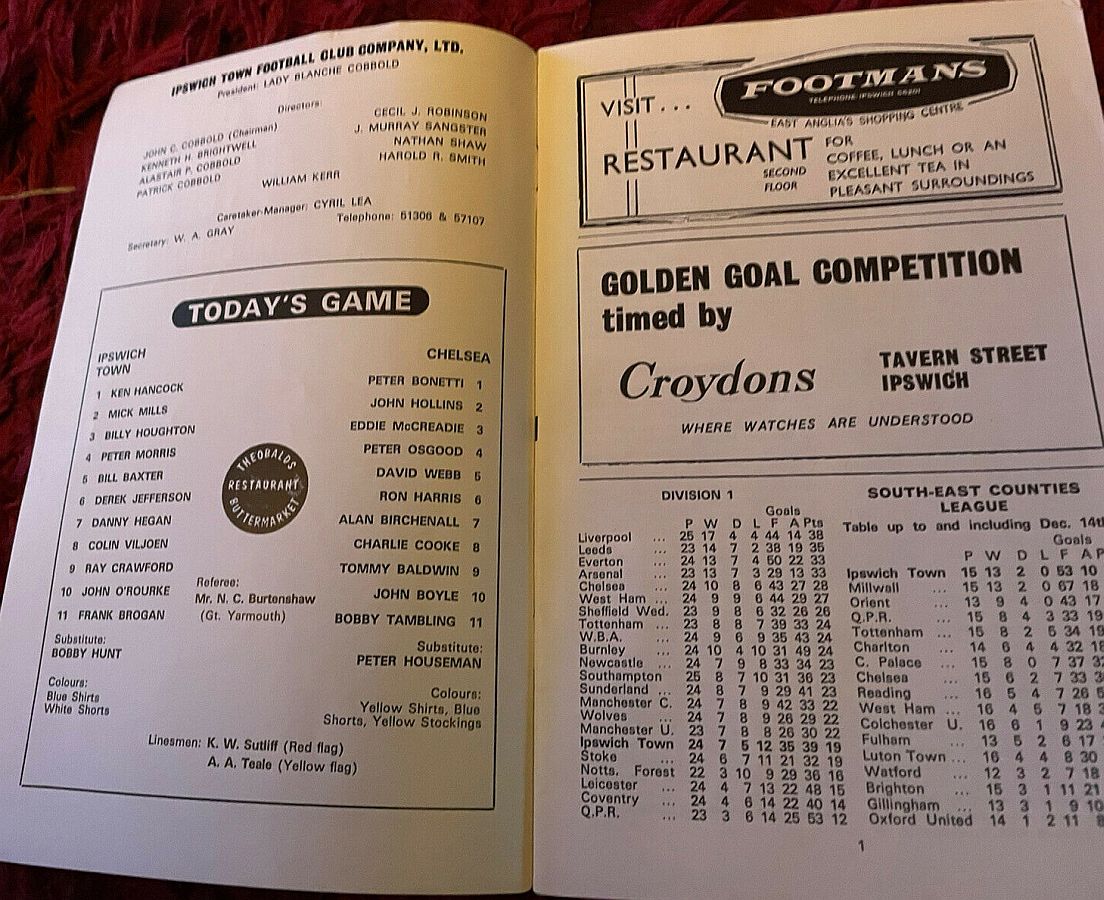 IPSWICH TOWN FOOTBALL CLUB COMPANY, LTD.
President: LADY BLANCHE COBBOLD
Directors:
JOHN C. COBBOLD (Chairman)
KENNETH H. BRIGHTWELL
ALASTAIR P. COBBOLD
PATRICK COBBOLD
CECIL J. ROBINSON
J. MURRAY SANGSTER
NATHAN SHAW
HAROLD R. SMITH
WILLIAM KERR
Caretaker-Manager: CYRIL LEA
Secretary: W. A. GRAY
Telephone: 51306 & 57107
TODAY'S GAME
IPSWICH
TOWN
1 KEN HANCOCK
2 MICK MILLS
3 BILLY HOUGHTON
4 PETER MORRIS
5 BILL BAXTER
6 DEREK JEFFERSON
7 DANNY HEGAN
8 COLIN VILJOEN
9 RAY CRAWFORD
10 JOHN O'ROURKE
11 FRANK BROGAN
Substitute:
BOBBY HUNT
Colours:
Blue Shirts
White Shorts
THEOBALDS
RESTAURANT
BUTTERMARKET
Referee:
Mr. N. C. Burtenshaw
(Gt. Yarmouth)
CHELSEA
PETER BONETTI 1
JOHN HOLLINS 2
EDDIE McCREADIE 3
PETER OSGOOD 4
DAVID WEBB 5
RON HARRIS 6
ALAN BIRCHENALL 7
CHARLIE COOKE 8
TOMMY BALDWIN 9
JOHN BOYLE 10
BOBBY TAMBLING 11
Substitute:
PETER HOUSEMAN
Colours:
Yellow Shirts, Blue
Shorts, Yellow Stockings
Linesmen: K. W. Sutliff (Red flag)
A. A. Teale (Yellow flag)
VISIT...
FOOTMANS
TELEPHONE IPSWICH
EAST ANGLIA'S SHOPPING CENTRE
RESTAURANT
SECOND
FLOOR
FOR
COFFEE, LUNCH OR AN
EXCELLENT TEA IN
PLEASANT SURROUNDINGS
GOLDEN GOAL COMPETITION
timed by
Croydons
TAVERN STREET
IPSWICH
WHERE WATCHES ARE UNDERSTOOD
DIVISION 1
Goals
P W D L F A Pts
Liverpool ... 25 17 4 4 44 14 38
Leeds ... 23 14 7 2 38 19 35
Everton ... 24 13 7 4 50 22 33
Arsenal ... 23 13 7 3 29 13 33
Chelsea ... 24 10 8 6 43 27 28
West Ham ... 24 9 9 6 44 29 27
Sheffield Wed. 23 9 8 6 32 26 26
Tottenham ... 23 8 8 7 39 33 24
W.B.A. ... 24 9 6 9 35 43 24
Burnley ... 24 10 4 10 31 49 24
Newcastle ... 24 7 9 8 33 34 23
Southampton 25 8 7 10 31 36 23
Sunderland ... 24 8 7 9 29 41 23
Manchester C. 24 7 8 9 42 33 22
Wolves ... 24 7 8 9 26 29 22
Manchester U. 23 7 8 8 26 30 22
Ipswich Town 24 7 5 12 35 39 19
Stoke ... 24 6 7 11 21 32 19
Notts. Forest 22 3 10 9 29 36 16
Leicester ... 24 4 7 13 22 48 15
Coventry ... 24 4 6 14 22 40 14
Q.P.R. ... 23 3 6 14 25 53 12
SOUTH-EAST COUNTIES
LEAGUE
Table up to and including Dec. 14th
Goals
P W D L F A P
Ipswich Town 15 13 2 0 53 10
Millwall ... 15 13 2 0 67 18
Orient ... 13 9 4 0 43 17
Q.P.R. ... 15 8 4 3 33 19
Tottenham ... 15 8 2 5 34 19
Charlton ... 14 6 4 4 32 18
C. Palace ... 15 8 0 7 37 3
Chelsea ... 15 6 2 7 33 3
Reading ... 16 5 4 7 26 5
West Ham ... 16 4 5 7 18 3
Colchester U. 16 6 1 9 23
Fulham ... 13 5 2 6 17
Luton Town ... 16 4 4 8 30
Watford ... 12 3 2 7 18
Brighton ... 15 3 1 11 21
Gillingham ... 13 3 1 9 10
Oxford United 14 1 2 11 8
1